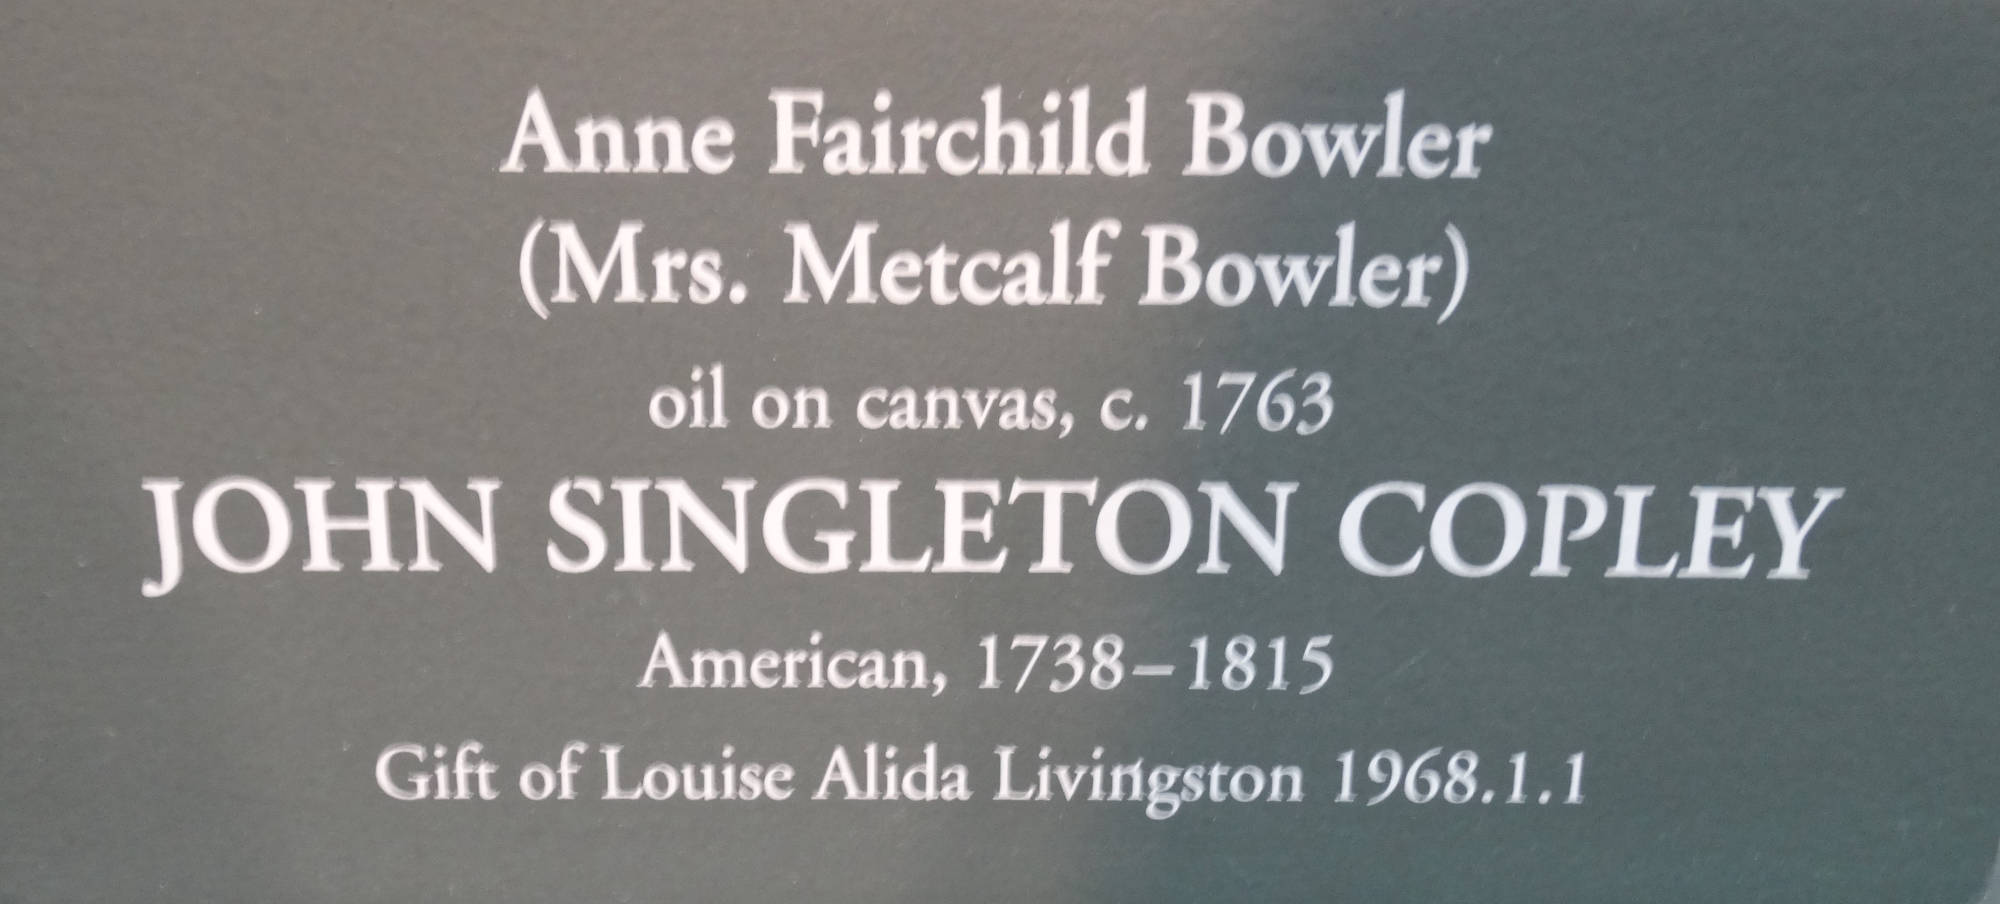 Anne Fairchild Bowler
(Mrs. Metcalf Bowler)
oil on canvas, c. 1763
JOHN SINGLETON COPLEY
American, 1738–1815
Gift of Louise Alida Livingston 1968.1.1